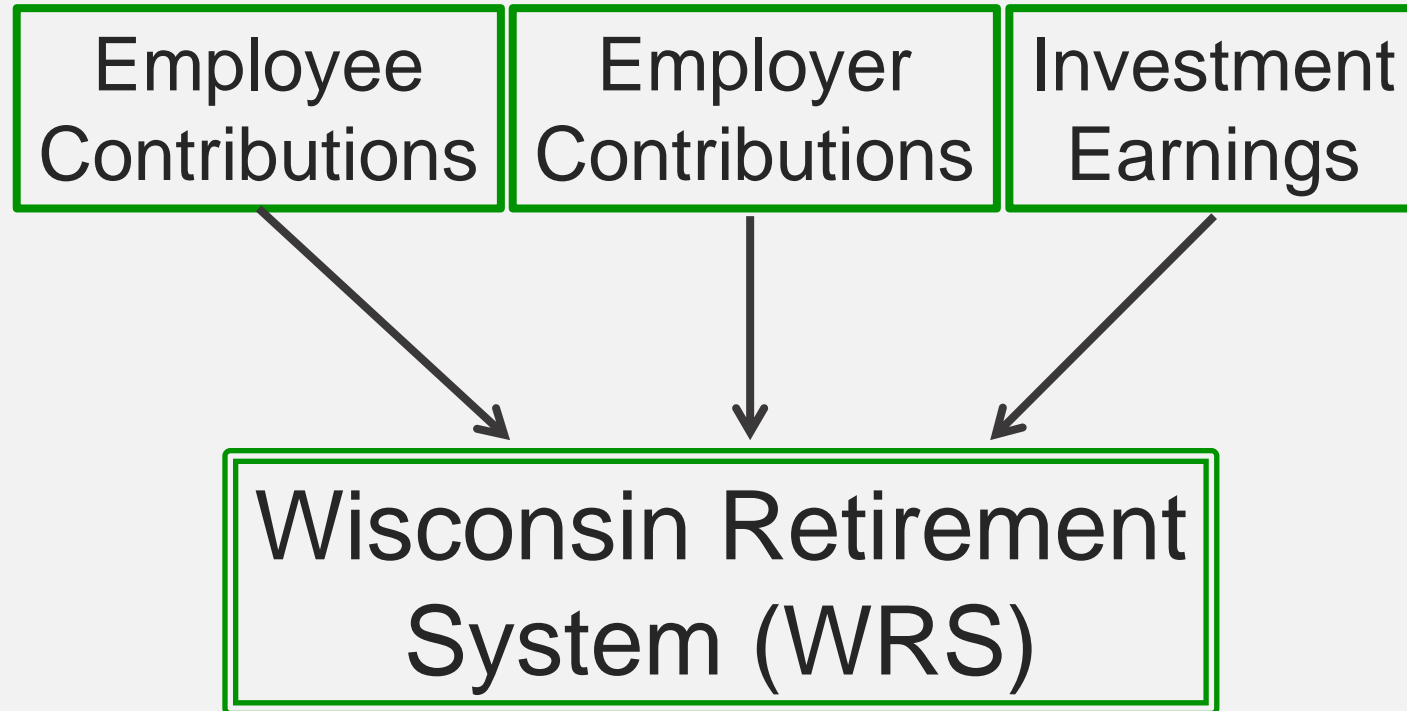 Employee
Contributions
Employer
Contributions
Investment
Earnings
Wisconsin Retirement
System (WRS)